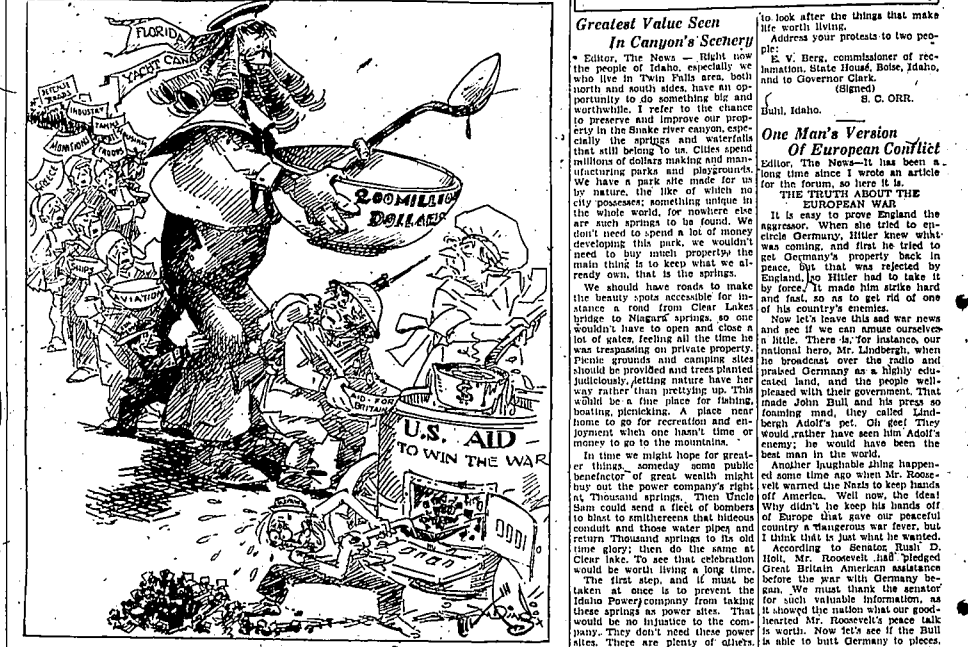 FLORIDA
YACHT CANAL
DEFENSE
ROADS
INDUSTRY
TANKS
MUNITIONS
TROOPS
GREECE
SHIPS
AVIATION
200 MILLION
DOLLARS
AID FOR
BRITAIN
$
U.S. AID
TO WIN THE WAR
Greatest Value Seen
In Canyon's Scenery
Editor, The News — Right now
the people of Idaho, especially we
who live in Twin Falls area, both
north and south sides, have an op-
portunity to do something big and
worthwhile. I refer to the chance
to preserve and improve our prop-
erty in the Snake river canyon, espe-
cially the springs and waterfalls
that still belong to us. Cities spend
millions of dollars making and man-
ufacturing parks and playgrounds.
We have a park site made for us
by nature, the like of which no
city possesses; something unique in
the whole world, for nowhere else
are such springs to be found. We
don't need to spend a lot of money
developing this park, we wouldn't
need to buy much property; the
main thing is to keep what we al-
ready own, that is the springs.
We should have roads to make
the beauty spots accessible for in-
stance a road from Clear Lakes
bridge to Niagara springs, so one
wouldn't have to open and close a
lot of gates, feeling all the time he
was trespassing on private property.
Picnic grounds and camping sites
should be provided and trees planted
judiciously, letting nature have her
way rather than prettying up. This
would be a fine place for fishing,
boating, picnicking. A place near
home to go for recreation and en-
joyment when one hasn't time or
money to go to the mountains.
In time we might hope for great-
er things. someday some public
benefactor of great wealth might
buy out the power company's right
at Thousand springs. Then Uncle
Sam could send a fleet of bombers
to blast to smithereens that hideous
conduit and those water pipes and
return Thousand springs to its old
time glory; then do the same at
Clear lake. To see that celebration
would be worth living a long time.
The first step, and it must be
taken at once is to prevent the
Idaho Power company from taking
these springs as power sites. That
would be no injustice to the com-
pany. They don't need these power
sites. There are plenty of others.
to look after the things that make
life worth living.
Address your protests to two peo-
ple:
E. V. Berg, commissioner of rec-
lamation, State House, Boise, Idaho,
and to Governor Clark.
(Signed)
S. C. ORR.
Buhl, Idaho.
One Man's Version
Of European Conflict
Editor, The News—It has been a
long time since I wrote an article
for the forum, so here it is.
THE TRUTH ABOUT THE
EUROPEAN WAR
It is easy to prove England the
aggressor. When she tried to en-
circle Germany, Hitler knew what
was coming, and first he tried to
get Germany's property back in
peace, but that was rejected by
England, so Hitler had to take it
by force. It made him strike hard
and fast, so as to get rid of one
of his country's enemies.
Now let's leave this sad war news
and see if we can amuse ourselves
a little. There is, for instance, our
national hero, Mr. Lindbergh, when
he broadcast over the radio and
praised Germany as a highly edu-
cated land, and the people well-
pleased with their government. That
made John Bull and his press so
foaming mad, they called Lind-
bergh Adolf's pet. Oh gee! They
would rather have seen him Adolf's
enemy; he would have been the
best man in the world.
Another laughable thing happen-
ed some time ago when Mr. Roose-
velt warned the Nazis to keep hands
off America. Well now, the idea!
Why didn't he keep his hands off
of Europe that gave our peaceful
country a dangerous war fever, but
I think that is just what he wanted.
According to Senator Rush D.
Holt, Mr. Roosevelt had pledged
Great Britain American assistance
before the war with Germany be-
gan. We must thank the senator
for such valuable information, as
it showed the nation what our good-
hearted Mr. Roosevelt's peace talk
is worth. Now let's see if the Bull
is able to butt Germany to pieces,